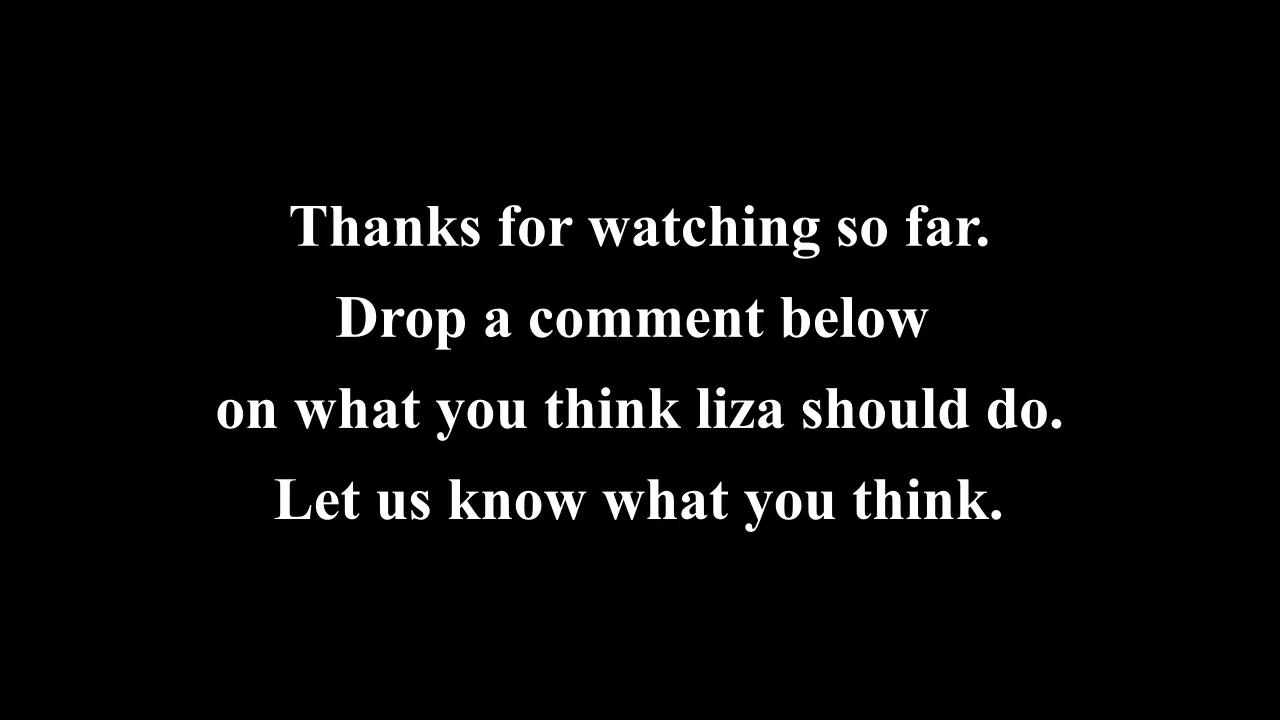 Thanks for watching so far.
Drop a comment below
on what you think liza should do.
Let us know what you think.